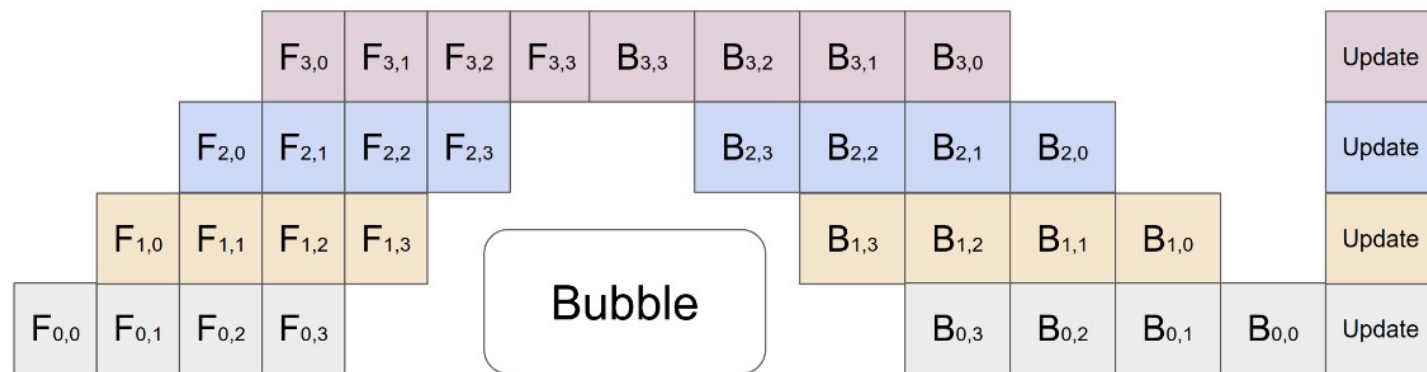 F3,0 F3,1 F3,2 F3,3 B3,3 B3,2 B3,1 B3,0 Update
F2,0 F2,1 F2,2 F2,3 B2,3 B2,2 B2,1 B2,0 Update
F1,0 F1,1 F1,2 F1,3 B1,3 B1,2 B1,1 B1,0 Update
Bubble
F0,0 F0,1 F0,2 F0,3 B0,3 B0,2 B0,1 B0,0 Update